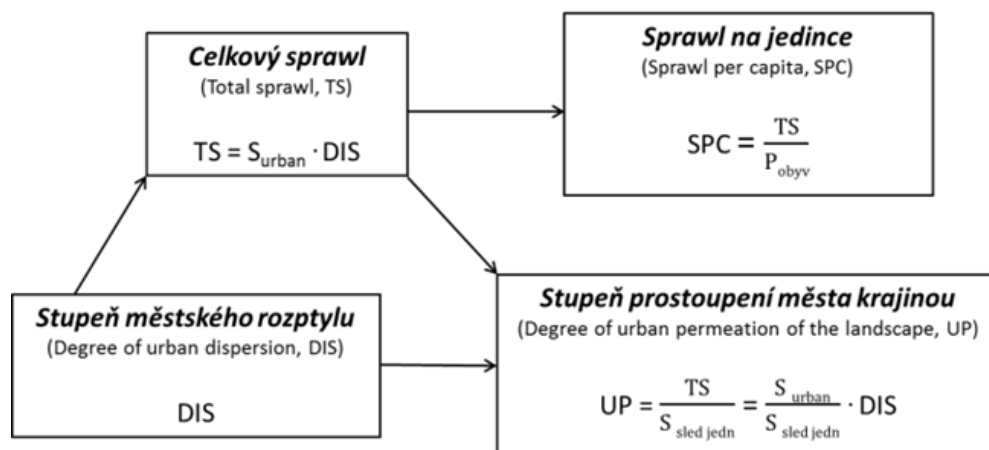 Celkový sprawl
(Total sprawl, TS)
TS = S_urban · DIS
Sprawl na jedince
(Sprawl per capita, SPC)
SPC = TS / P_obyv
Stupeň městského rozptylu
(Degree of urban dispersion, DIS)
DIS
Stupeň prostoupení města krajinou
(Degree of urban permeation of the landscape, UP)
UP = TS / S_sled jedn = S_urban / S_sled jedn · DIS